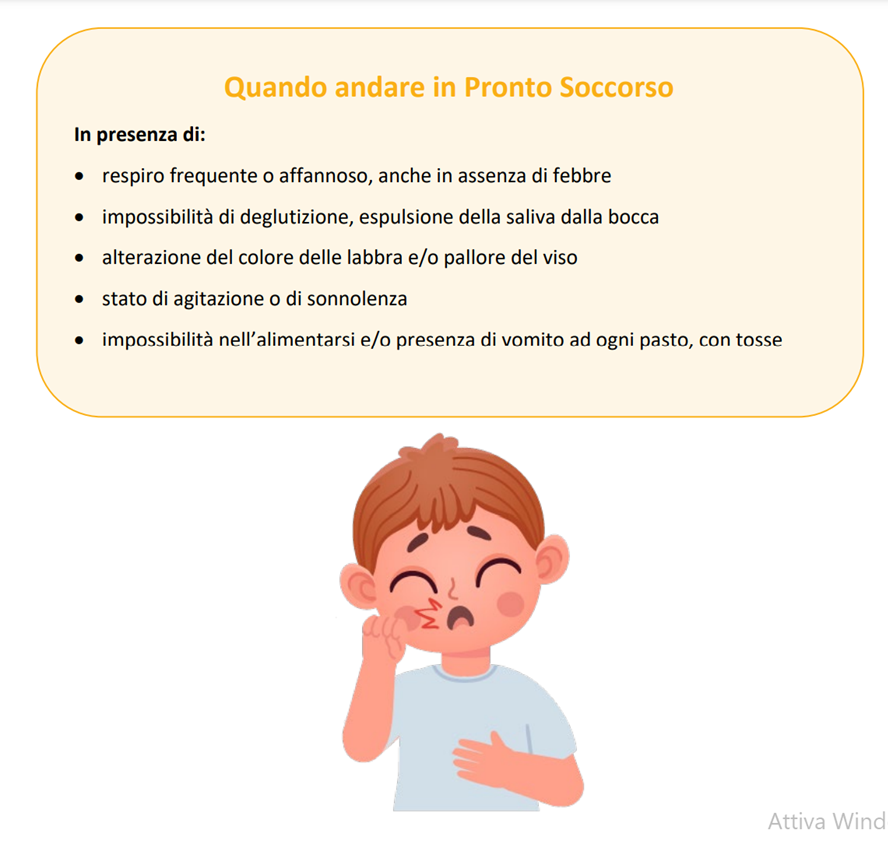 Quando andare in Pronto Soccorso
In presenza di:
• respiro frequente o affannoso, anche in assenza di febbre
• impossibilità di deglutizione, espulsione della saliva dalla bocca
• alterazione del colore delle labbra e/o pallore del viso
• stato di agitazione o di sonnolenza
• impossibilità nell’alimentarsi e/o presenza di vomito ad ogni pasto, con tosse
Attiva Wind